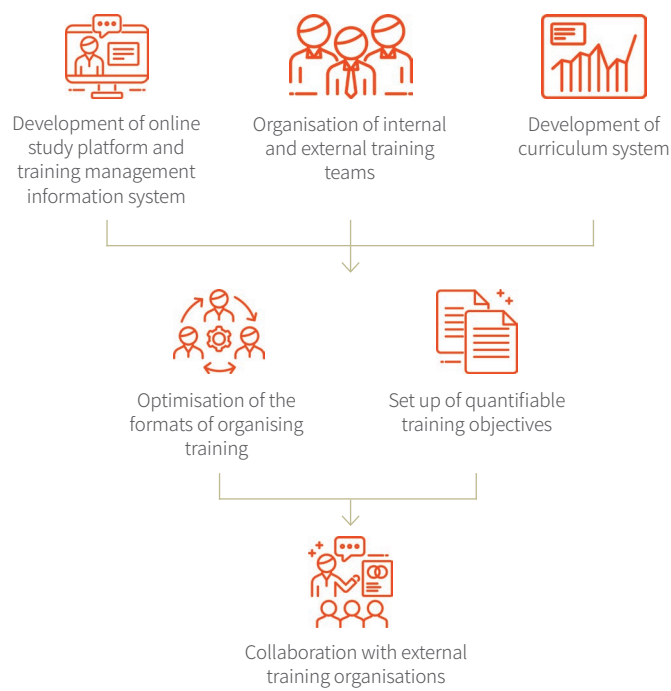 Development of online
study platform and
training management
information system
Organisation of internal
and external training
teams
Development of
curriculum system
Optimisation of the
formats of organising
training
Set up of quantifiable
training objectives
Collaboration with external
training organisations